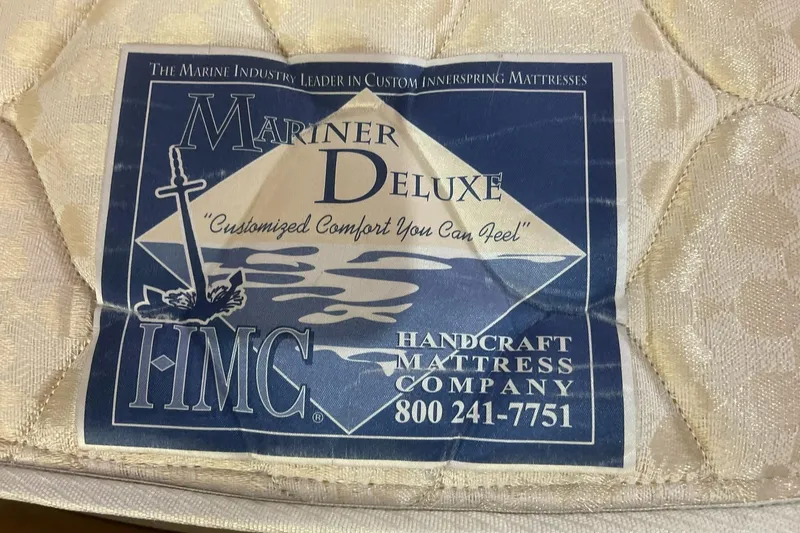 The Marine Industry Leader in Custom Innerspring Mattresses
Mariner
Deluxe
"Customized Comfort You Can Feel"
HMC®
Handcraft
Mattress
Company
800 241-7751